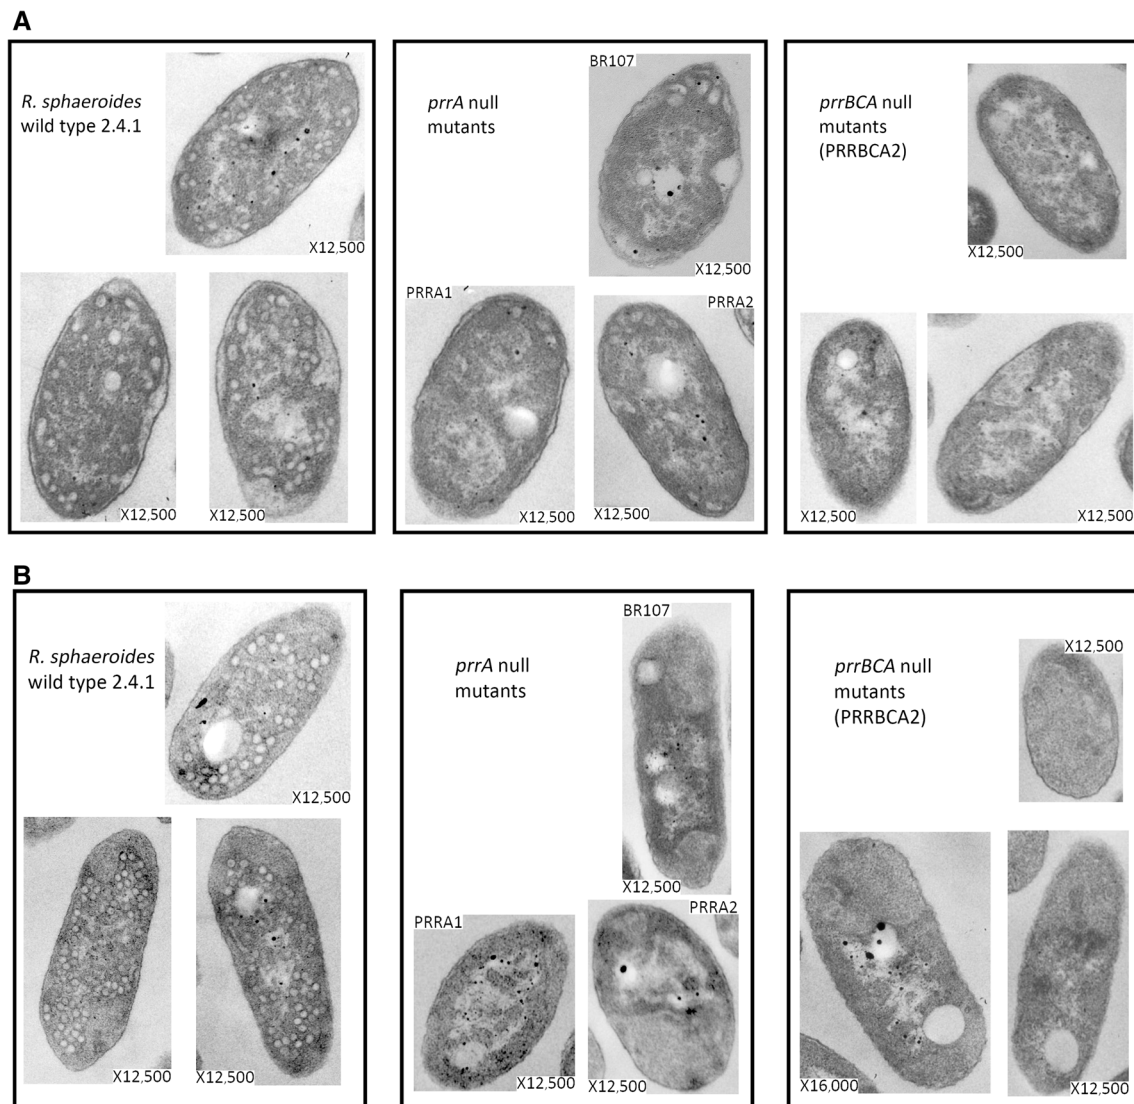 A
R. sphaeroides
wild type 2.4.1
X12,500
X12,500
X12,500
prrA null
mutants
BR107
X12,500
PRRA1
X12,500
PRRA2
X12,500
prrBCA null
mutants
(PRRBCA2)
X12,500
X12,500
X12,500
B
R. sphaeroides
wild type 2.4.1
X12,500
X12,500
X12,500
prrA null
mutants
BR107
X12,500
PRRA1
X12,500
PRRA2
X12,500
prrBCA null
mutants
(PRRBCA2)
X12,500
X16,000
X12,500